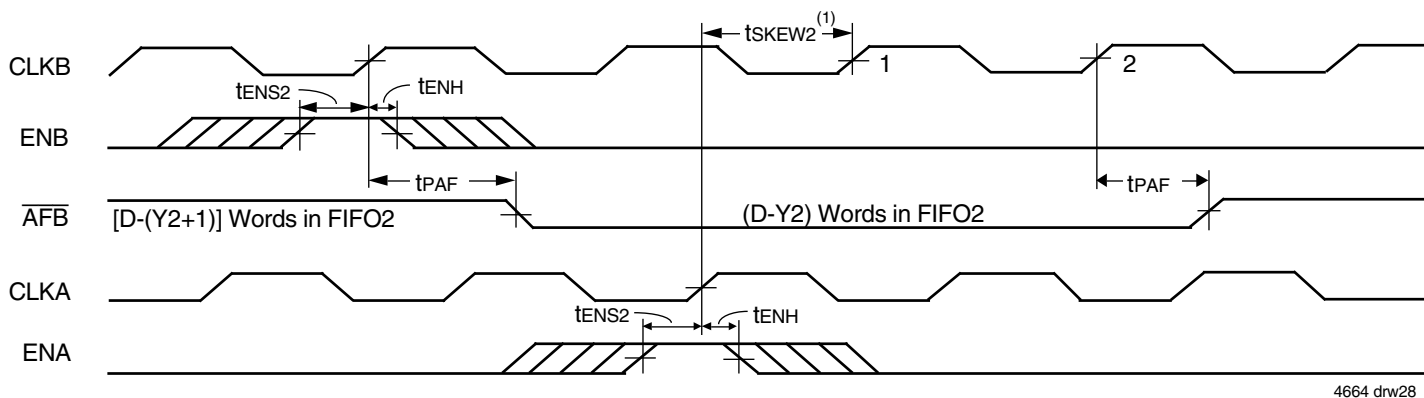 tSKEW2(1)
CLKB
1
2
tENS2
tENH
ENB
tPAF
tPAF
AFB
[D-(Y2+1)] Words in FIFO2
(D-Y2) Words in FIFO2
CLKA
tENS2
tENH
ENA
4664 drw28